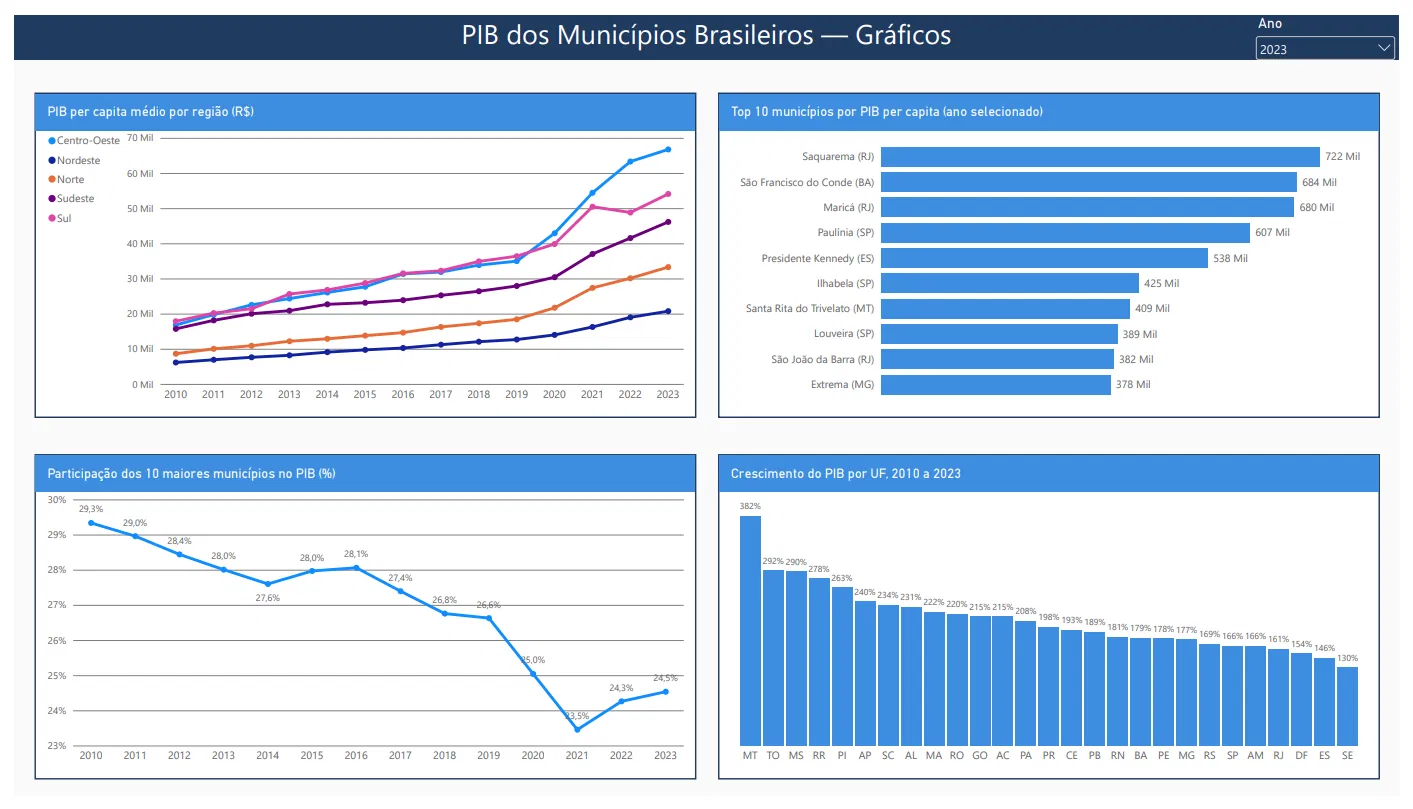 PIB dos Municípios Brasileiros — Gráficos
Ano
2023
PIB per capita médio por região (R$)
Centro-Oeste
Nordeste
Norte
Sudeste
Sul
70 Mil
60 Mil
50 Mil
40 Mil
30 Mil
20 Mil
10 Mil
0 Mil
2010 2011 2012 2013 2014 2015 2016 2017 2018 2019 2020 2021 2022 2023
Top 10 municípios por PIB per capita (ano selecionado)
Saquarema (RJ) 722 Mil
São Francisco do Conde (BA) 684 Mil
Maricá (RJ) 680 Mil
Paulínia (SP) 607 Mil
Presidente Kennedy (ES) 538 Mil
Ilhabela (SP) 425 Mil
Santa Rita do Trivelato (MT) 409 Mil
Louveira (SP) 389 Mil
São João da Barra (RJ) 382 Mil
Extrema (MG) 378 Mil
Participação dos 10 maiores municípios no PIB (%)
30%
29%
28%
27%
26%
25%
24%
23%
29,3% 29,0% 28,4% 28,0% 27,6% 28,0% 28,1% 27,4% 26,8% 26,6% 25,0% 23,5% 24,3% 24,5%
2010 2011 2012 2013 2014 2015 2016 2017 2018 2019 2020 2021 2022 2023
Crescimento do PIB por UF, 2010 a 2023
382% 292% 290% 278% 263% 240% 234% 231% 222% 220% 215% 215% 208% 198% 193% 189% 181% 179% 178% 177% 169% 166% 166% 161% 154% 146% 130%
MT TO MS RR PI AP SC AL MA RO GO AC PA PR CE PB RN BA PE MG RS SP AM RJ DF ES SE